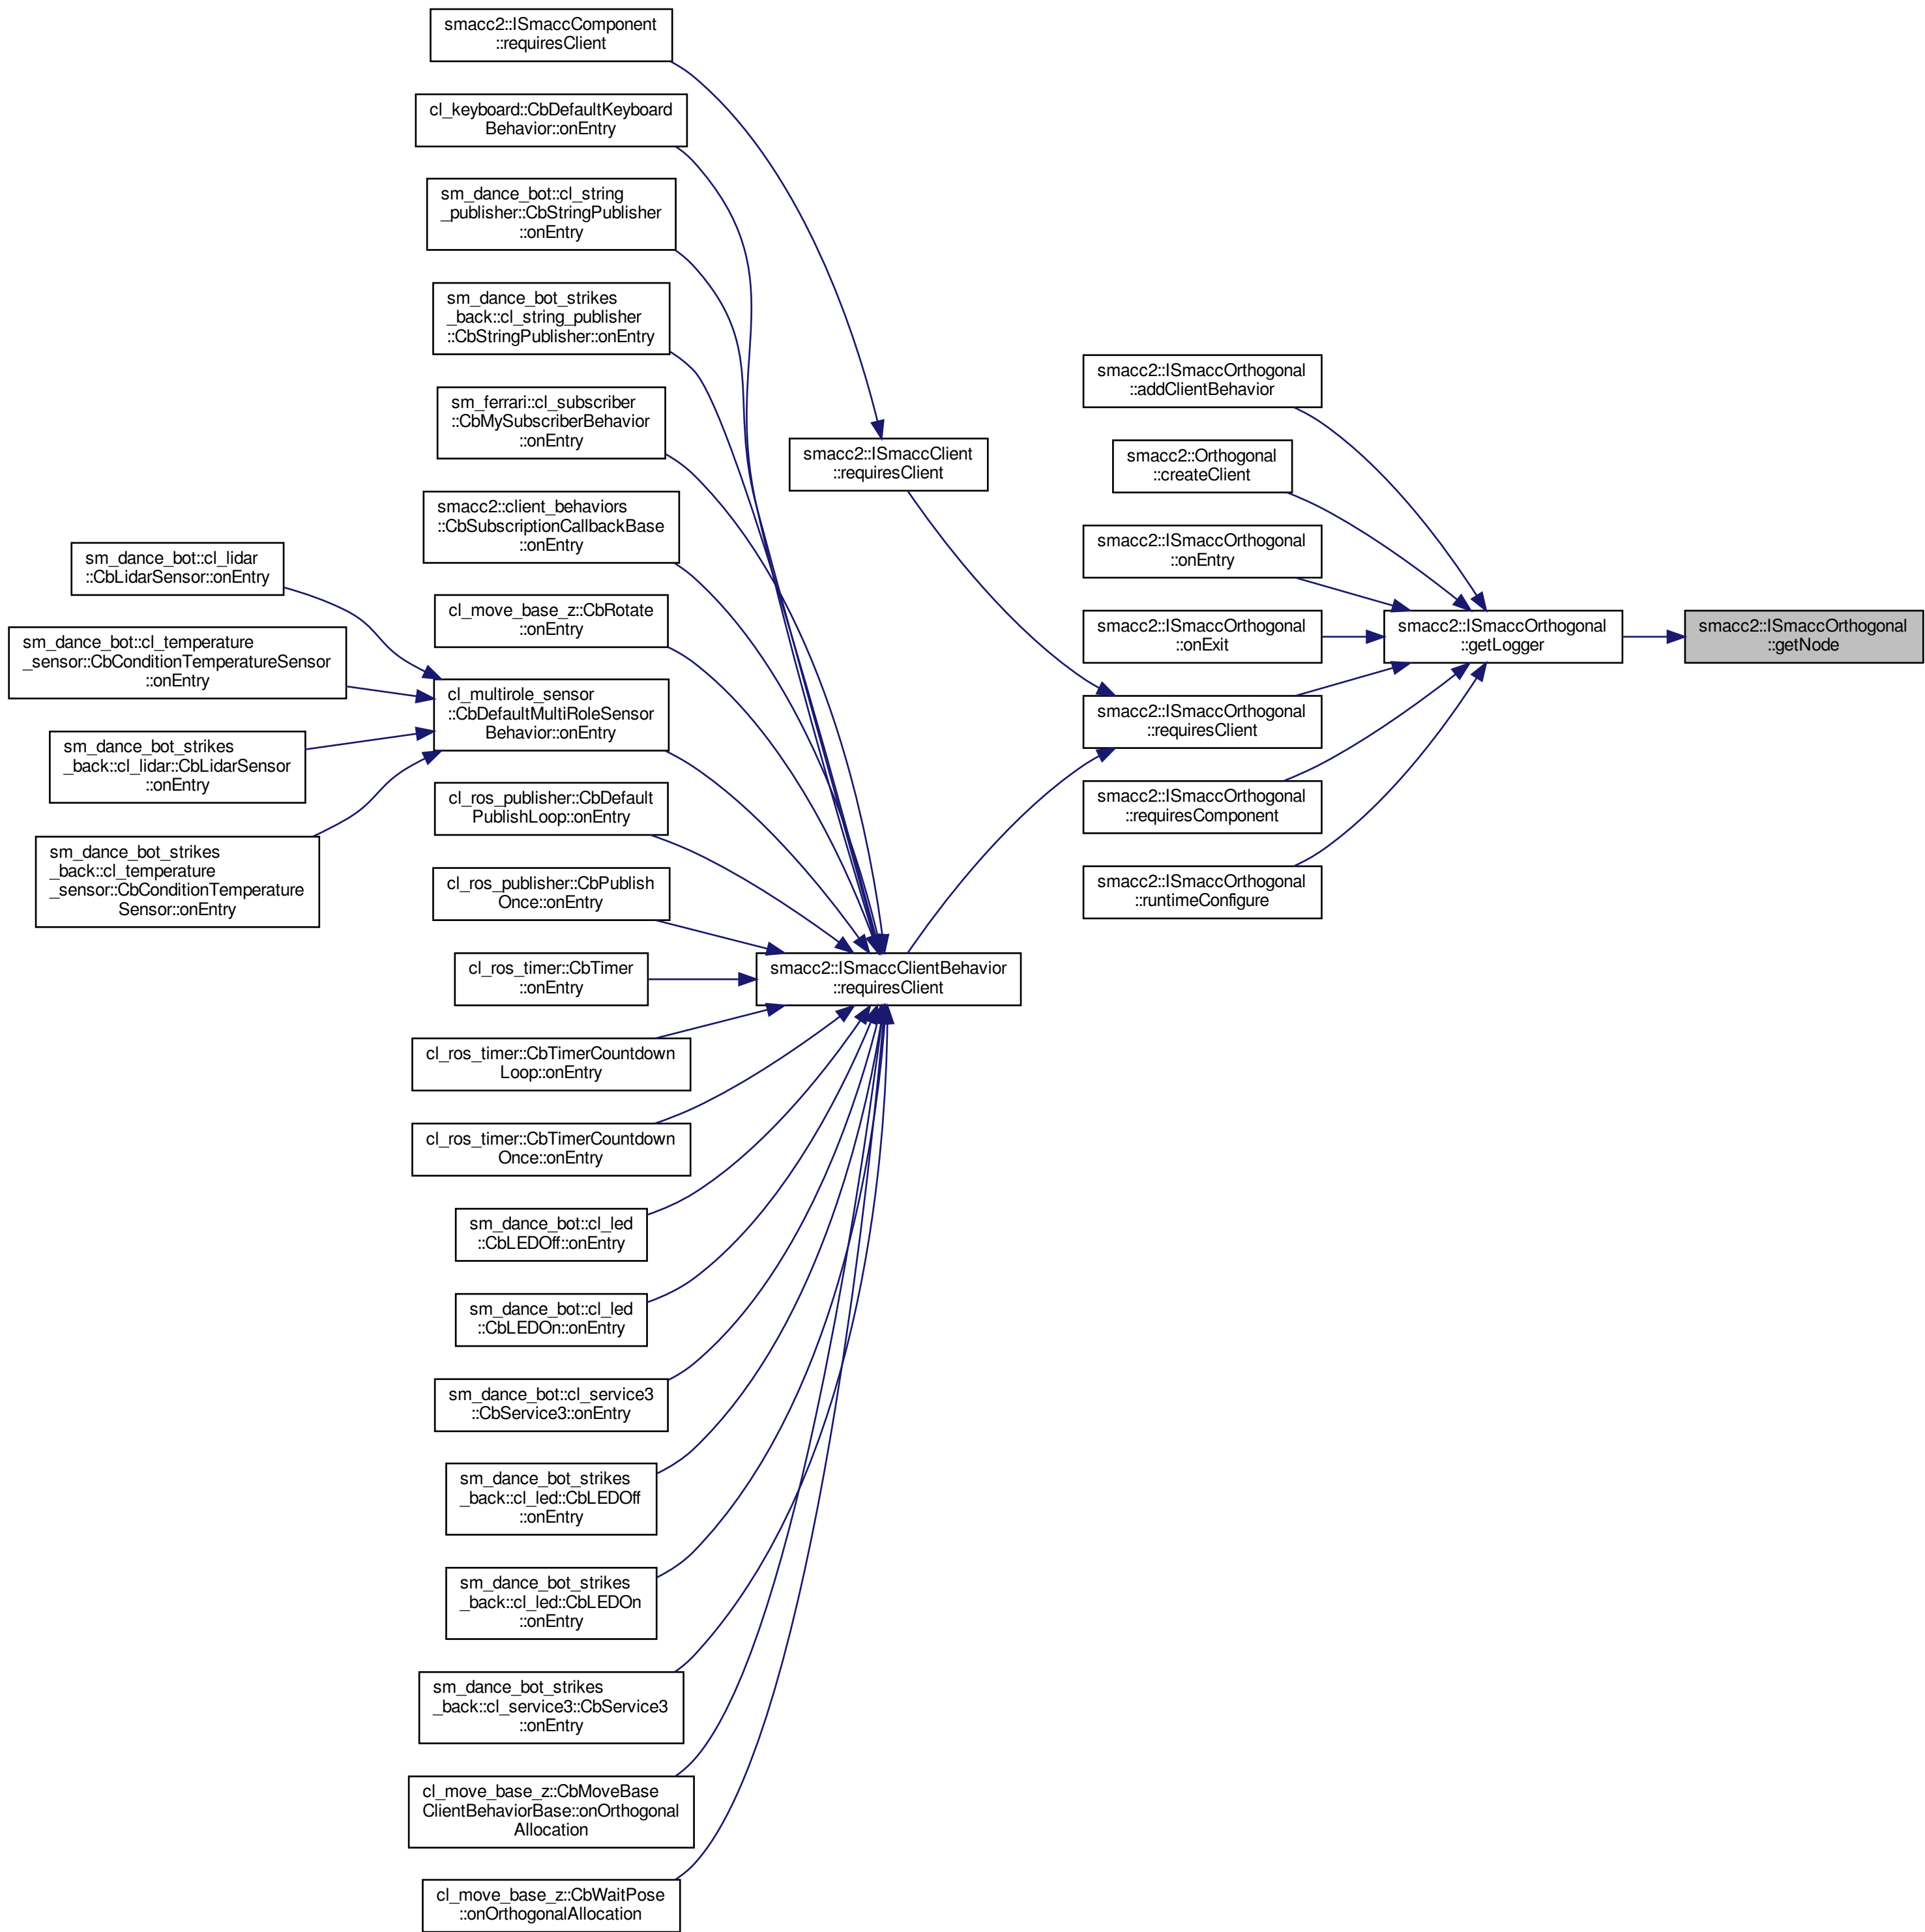 smacc2::ISmaccComponent
::requiresClient
cl_keyboard::CbDefaultKeyboard
Behavior::onEntry
sm_dance_bot::cl_string
_publisher::CbStringPublisher
::onEntry
sm_dance_bot_strikes
_back::cl_string_publisher
::CbStringPublisher::onEntry
sm_ferrari::cl_subscriber
::CbMySubscriberBehavior
::onEntry
smacc2::client_behaviors
::CbSubscriptionCallbackBase
::onEntry
cl_move_base_z::CbRotate
::onEntry
cl_multirole_sensor
::CbDefaultMultiRoleSensor
Behavior::onEntry
cl_ros_publisher::CbDefault
PublishLoop::onEntry
cl_ros_publisher::CbPublish
Once::onEntry
cl_ros_timer::CbTimer
::onEntry
cl_ros_timer::CbTimerCountdown
Loop::onEntry
cl_ros_timer::CbTimerCountdown
Once::onEntry
sm_dance_bot::cl_led
::CbLEDOff::onEntry
sm_dance_bot::cl_led
::CbLEDOn::onEntry
sm_dance_bot::cl_service3
::CbService3::onEntry
sm_dance_bot_strikes
_back::cl_led::CbLEDOff
::onEntry
sm_dance_bot_strikes
_back::cl_led::CbLEDOn
::onEntry
sm_dance_bot_strikes
_back::cl_service3::CbService3
::onEntry
cl_move_base_z::CbMoveBase
ClientBehaviorBase::onOrthogonal
Allocation
cl_move_base_z::CbWaitPose
::onOrthogonalAllocation
sm_dance_bot::cl_lidar
::CbLidarSensor::onEntry
sm_dance_bot::cl_temperature
_sensor::CbConditionTemperatureSensor
::onEntry
sm_dance_bot_strikes
_back::cl_lidar::CbLidarSensor
::onEntry
sm_dance_bot_strikes
_back::cl_temperature
_sensor::CbConditionTemperature
Sensor::onEntry
smacc2::ISmaccClient
::requiresClient
smacc2::ISmaccClientBehavior
::requiresClient
smacc2::ISmaccOrthogonal
::addClientBehavior
smacc2::Orthogonal
::createClient
smacc2::ISmaccOrthogonal
::onEntry
smacc2::ISmaccOrthogonal
::onExit
smacc2::ISmaccOrthogonal
::requiresClient
smacc2::ISmaccOrthogonal
::requiresComponent
smacc2::ISmaccOrthogonal
::runtimeConfigure
smacc2::ISmaccOrthogonal
::getLogger
smacc2::ISmaccOrthogonal
::getNode